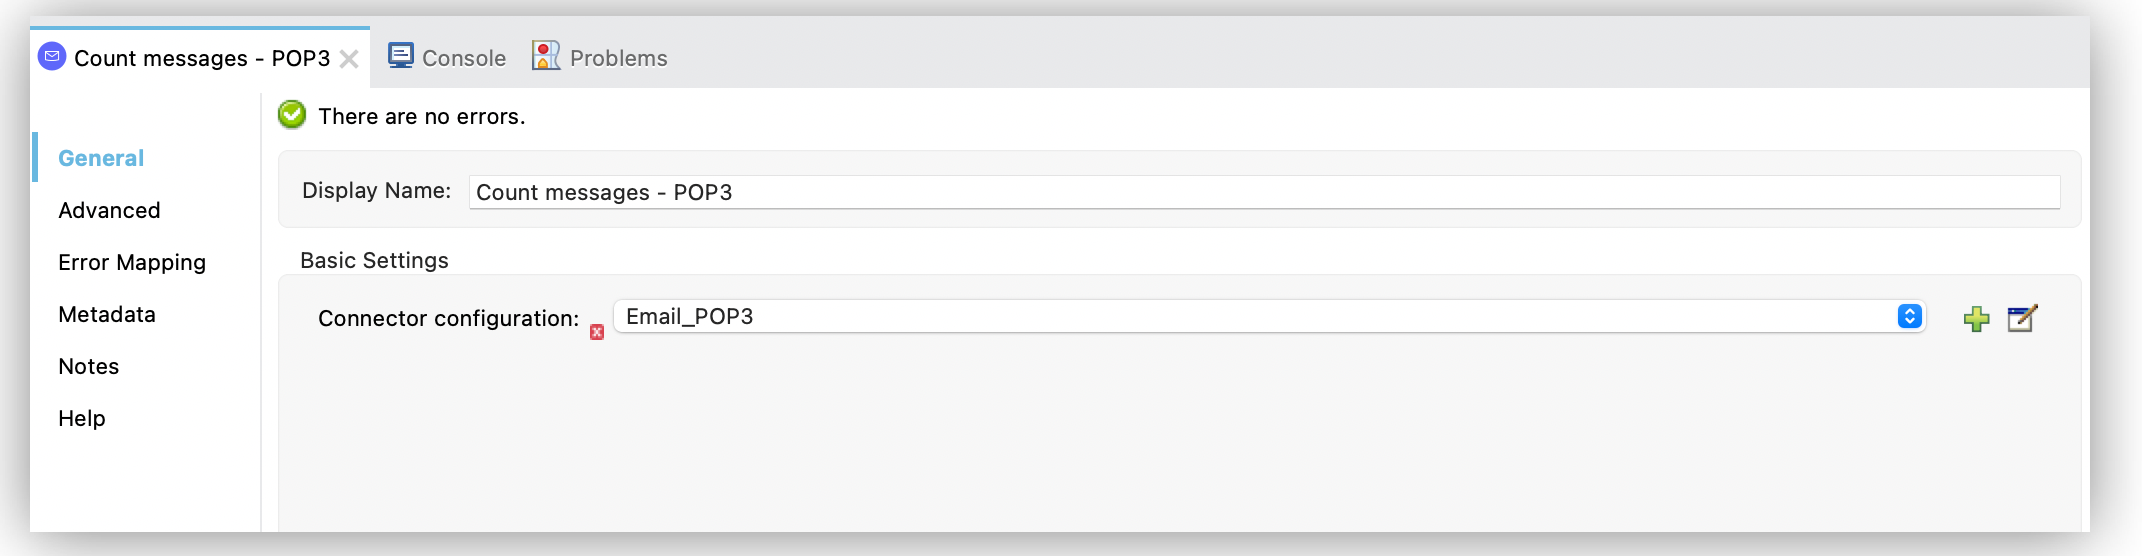 Count messages - POP3
Console
Problems
There are no errors.
General
Advanced
Error Mapping
Metadata
Notes
Help
Display Name:
Count messages - POP3
Basic Settings
Connector configuration:
Email_POP3